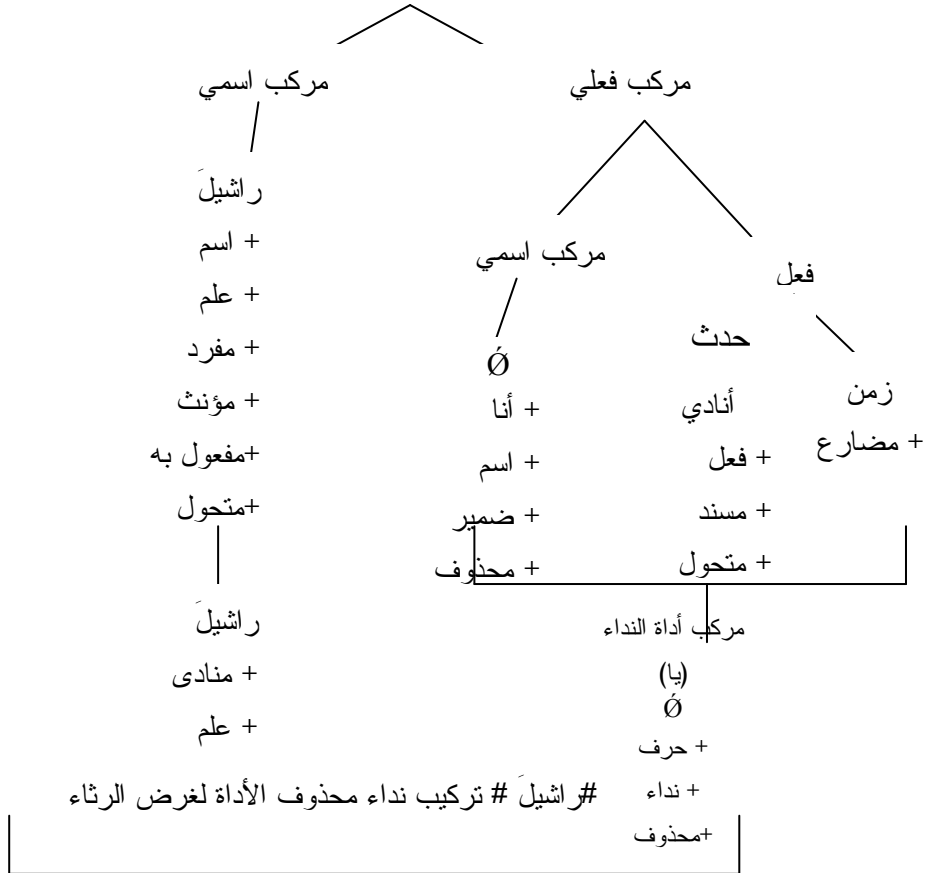 مركب فعلي
مركب اسمي
فعل
مركب اسمي
زمن
+ مضارع
حدث
أنادي
+ فعل
+ مسند
+ متحول
Ǿ
+ أنا
+ اسم
+ ضمير
+ محذوف
راشيلَ
+ اسم
+ علم
+ مفرد
+ مؤنث
+مفعول به
+متحول
مركب أداة النداء
(يا)
Ǿ
+ حرف
+ نداء
+محذوف
راشيلَ
+ منادى
+ علم
#راشيلَ # تركيب نداء محذوف الأداة لغرض الرثاء